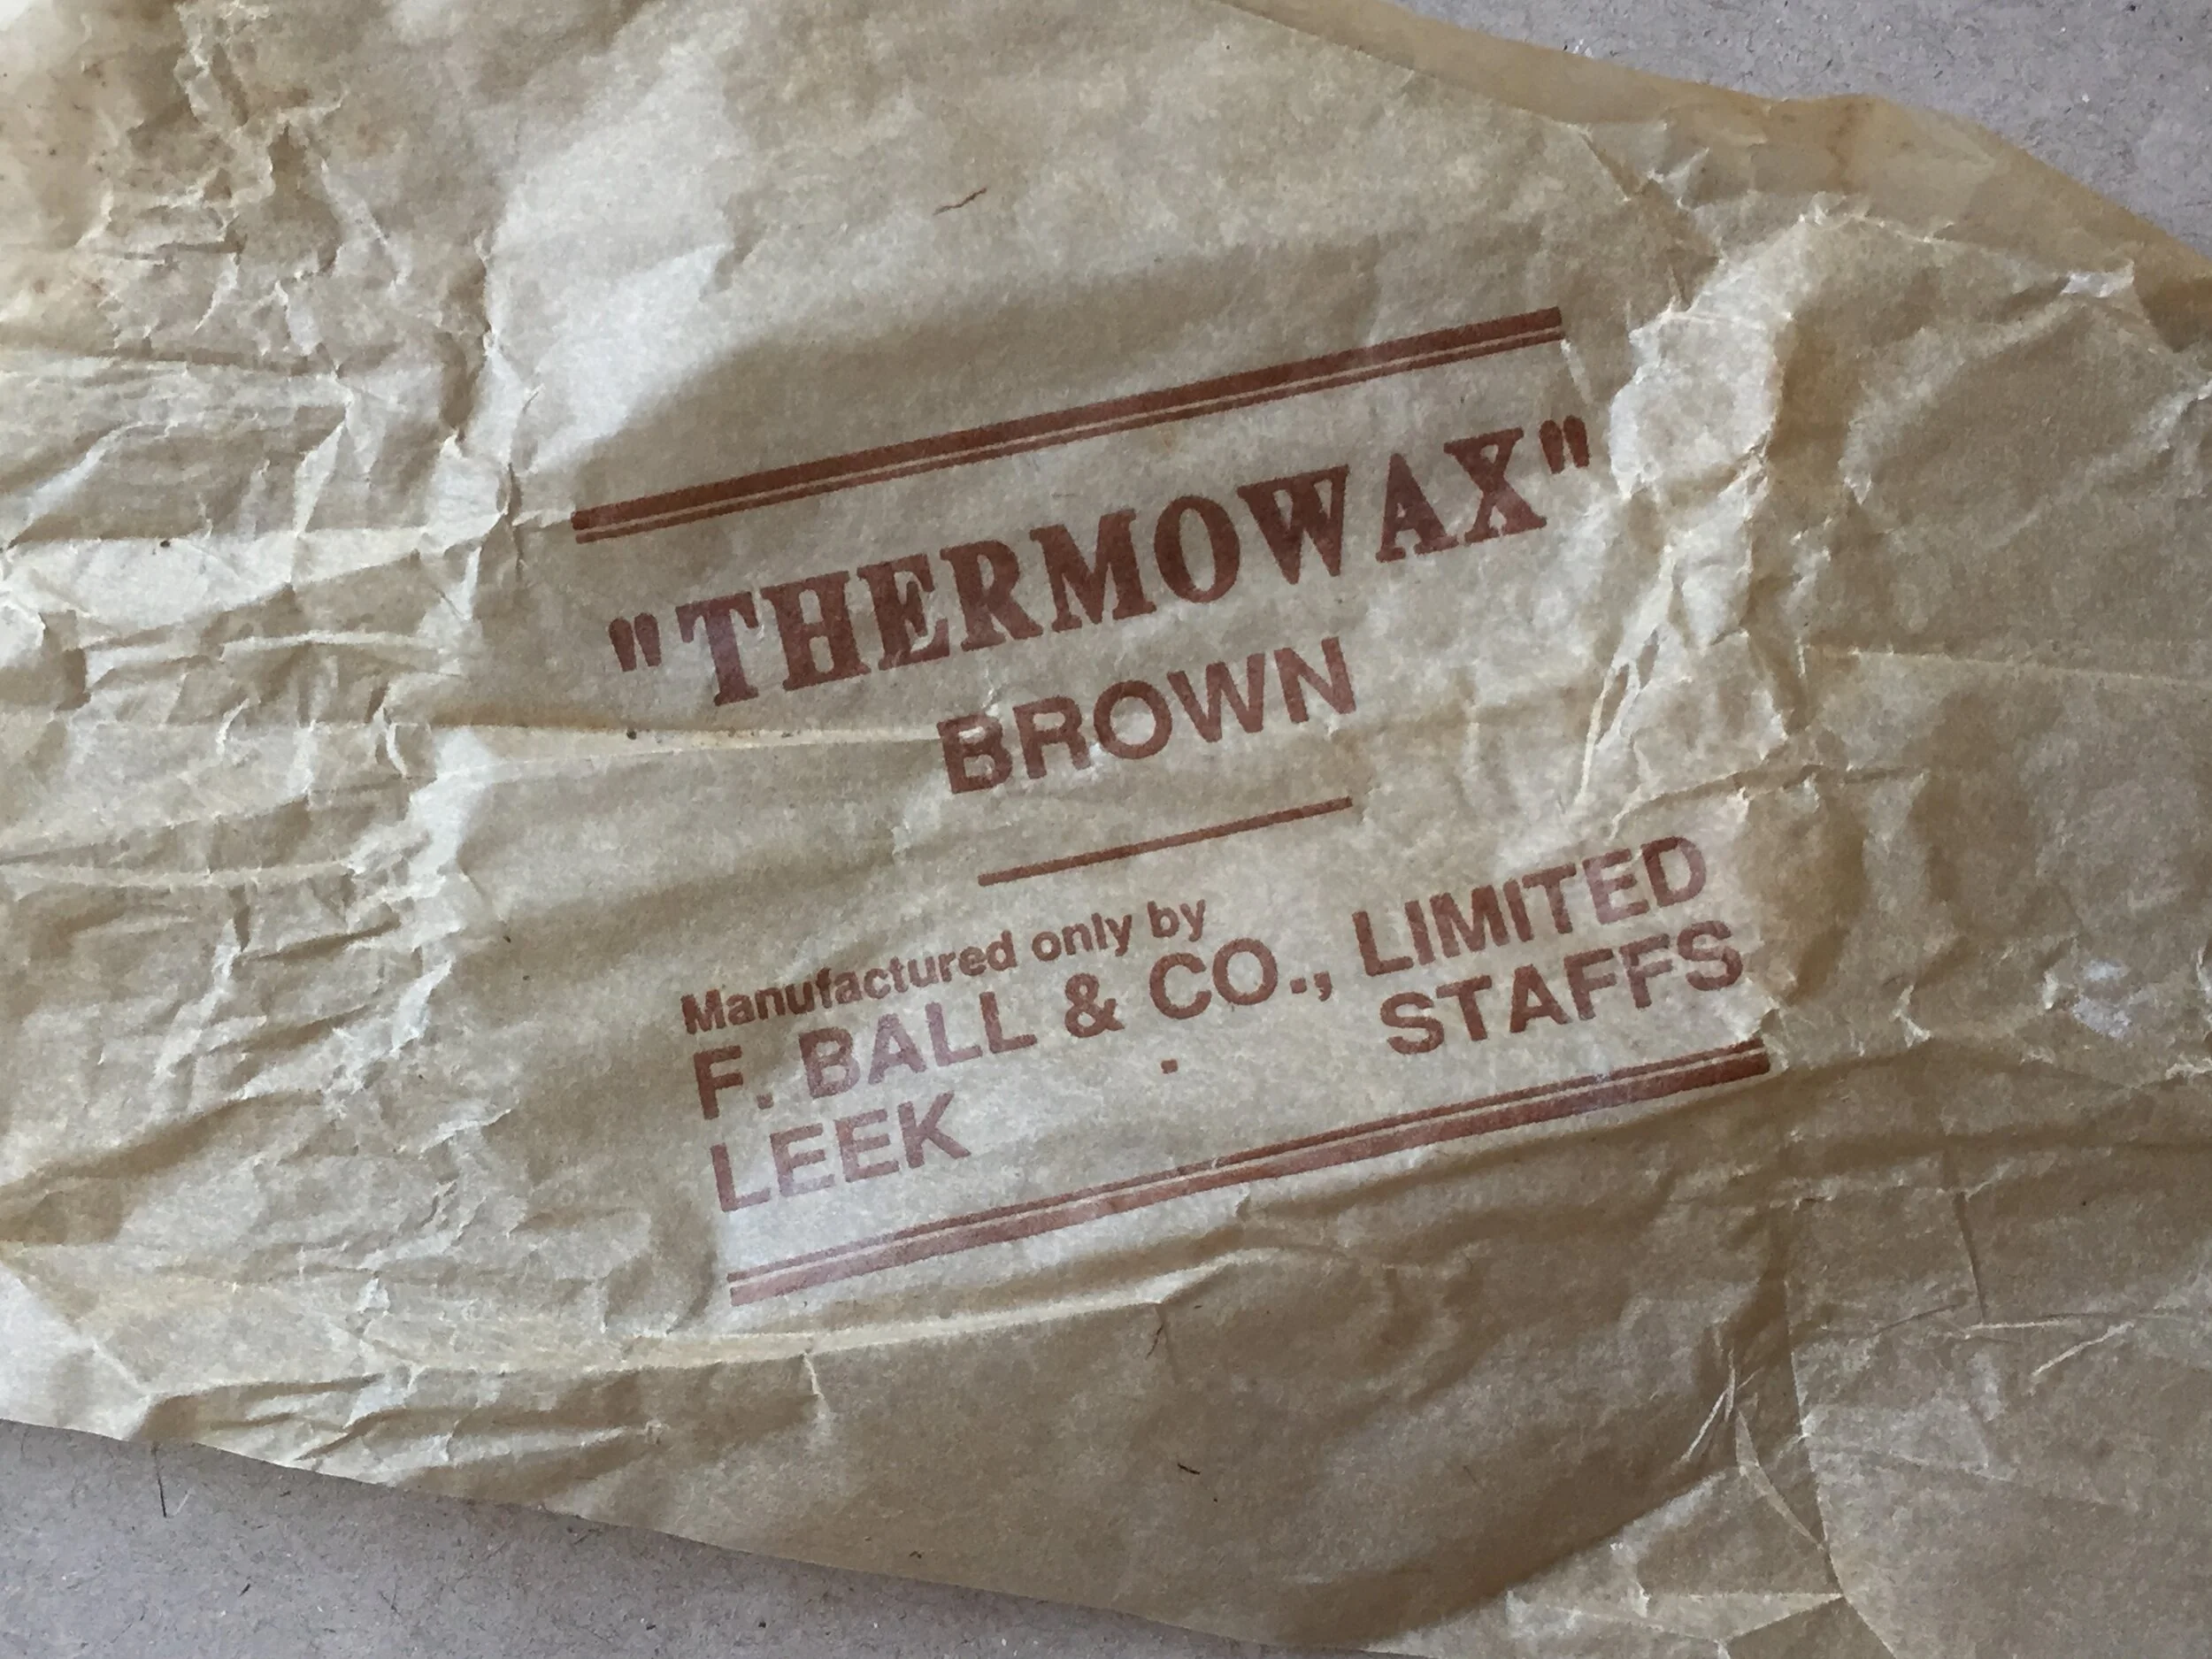 "THERMOWAX"
BROWN
Manufactured only by
F. BALL & CO., LIMITED
LEEK . STAFFS